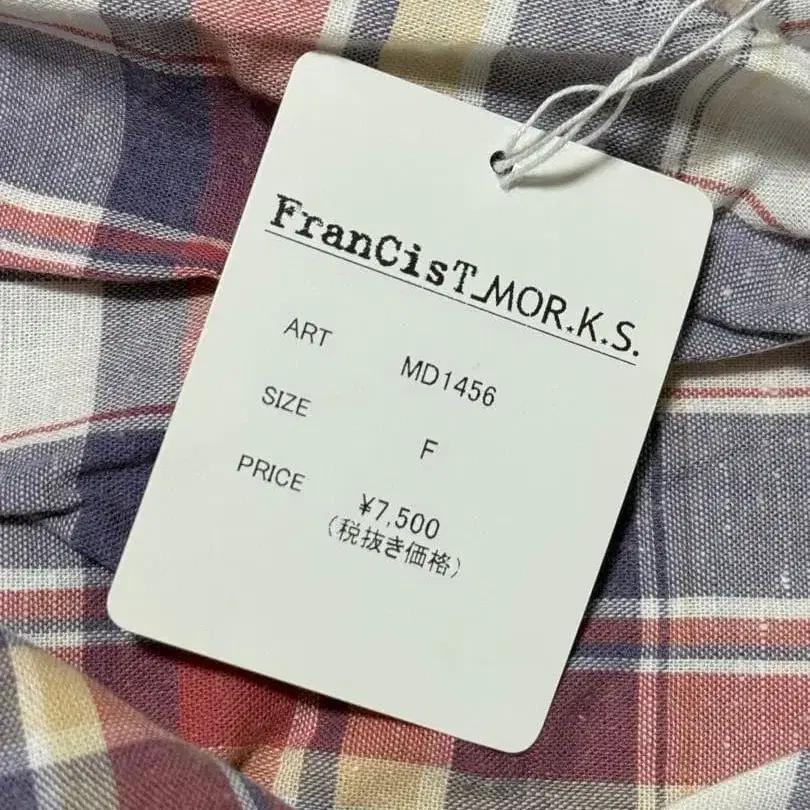 FranCisT_MOR.K.S.
ART MD1456
SIZE F
PRICE ¥7,500
(税抜き価格)